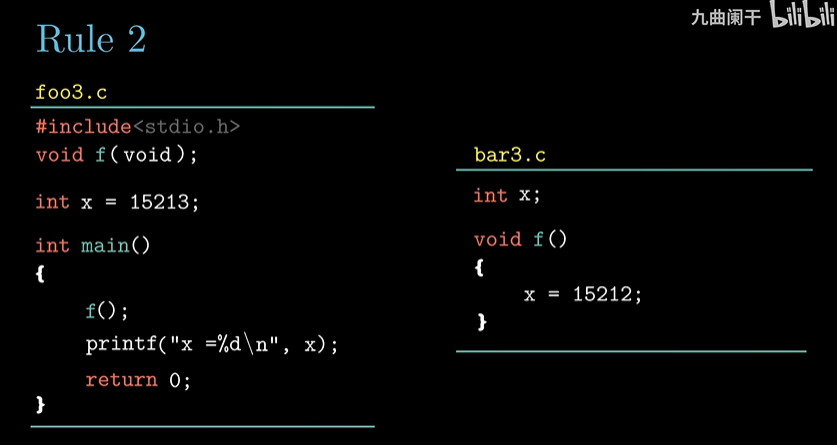 九曲阑干 bilibili
Rule 2
foo3.c
#include<stdio.h>
void f(void);
int x = 15213;
int main()
{
f();
printf("x =%d\n", x);
return 0;
}
bar3.c
int x;
void f()
{
x = 15212;
}